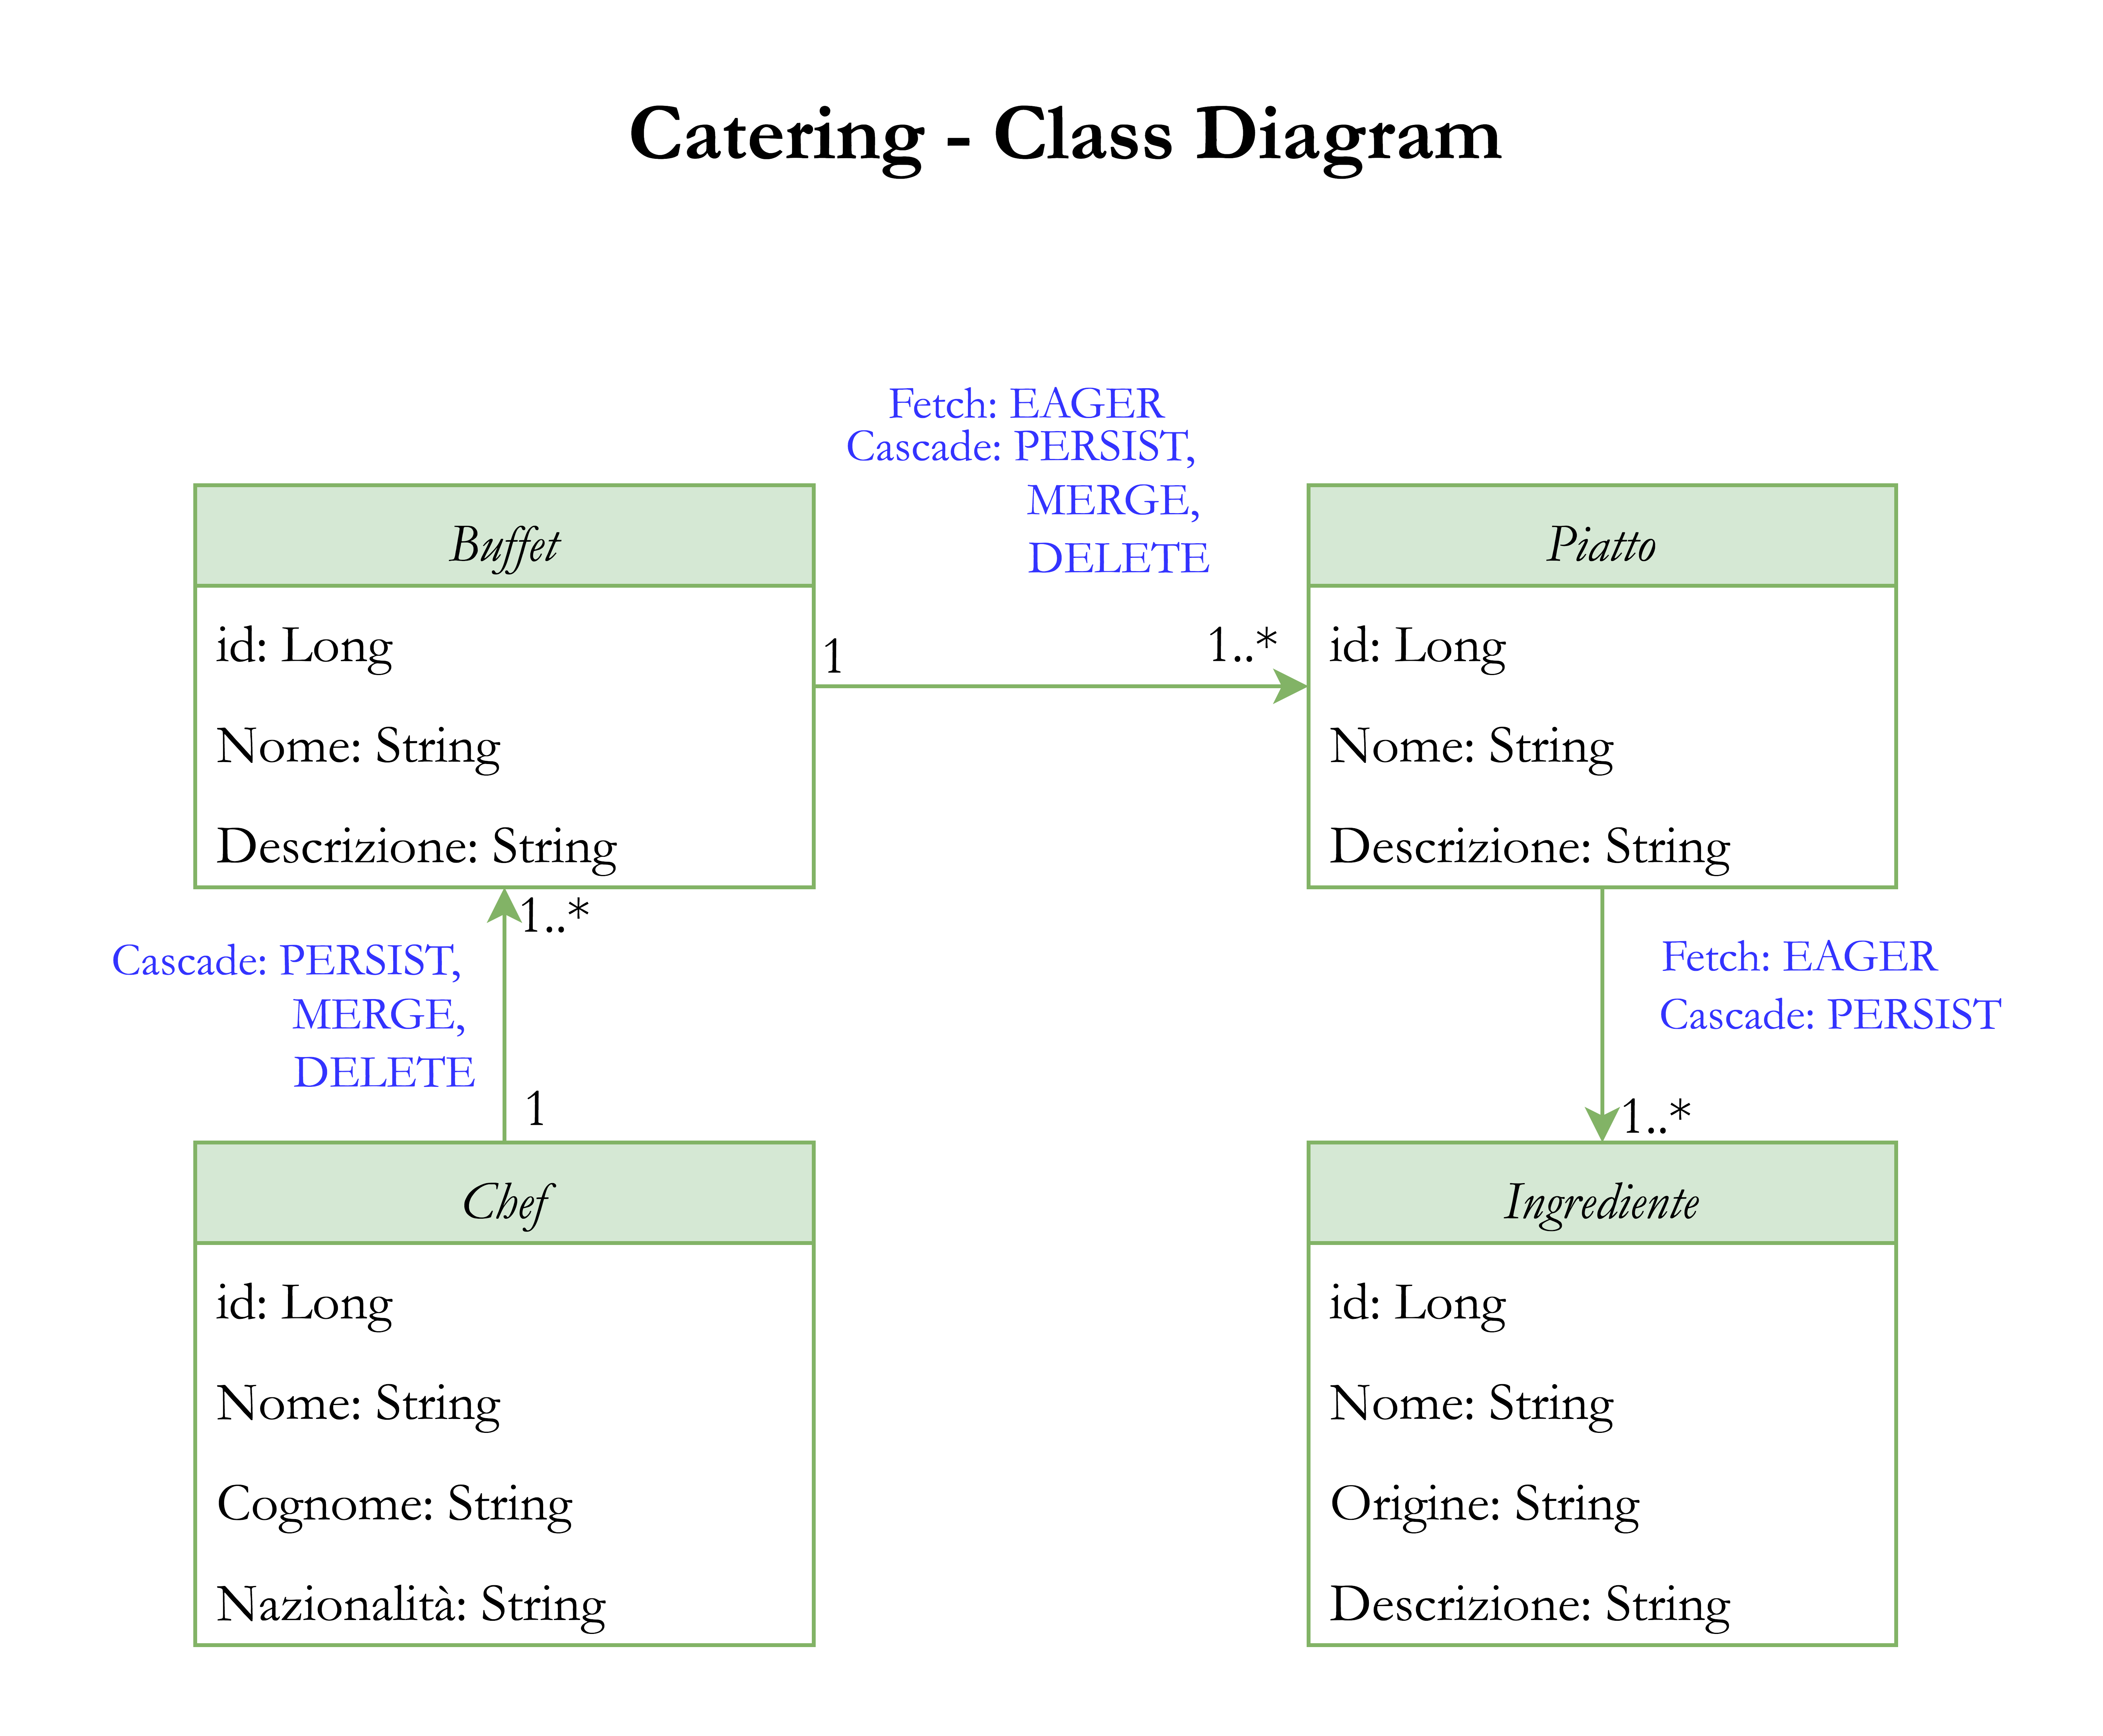 Catering - Class Diagram
Fetch: EAGER
Cascade: PERSIST,
MERGE,
DELETE
Buffet
id: Long
Nome: String
Descrizione: String
1
1..*
Piatto
id: Long
Nome: String
Descrizione: String
1..*
Cascade: PERSIST,
MERGE,
DELETE
1
Fetch: EAGER
Cascade: PERSIST
1..*
Chef
id: Long
Nome: String
Cognome: String
Nazionalità: String
Ingrediente
id: Long
Nome: String
Origine: String
Descrizione: String